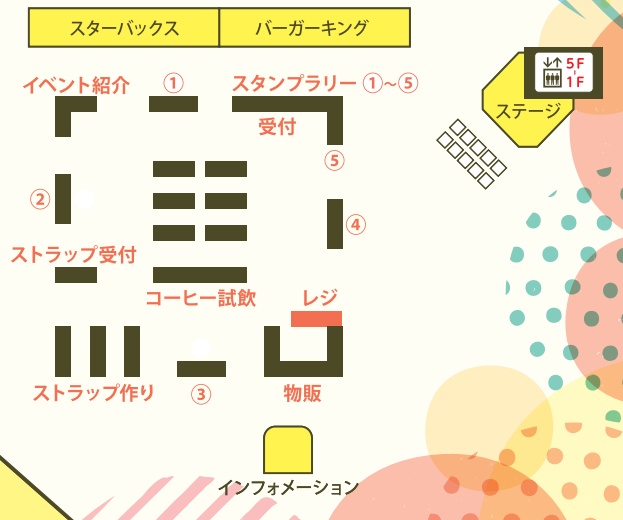 スターバックス
バーガーキング
5F
1F
ステージ
イベント紹介
①
スタンプラリー ①~⑤
受付
⑤
②
④
ストラップ受付
コーヒー試飲
レジ
ストラップ作り
③
物販
インフォメーション